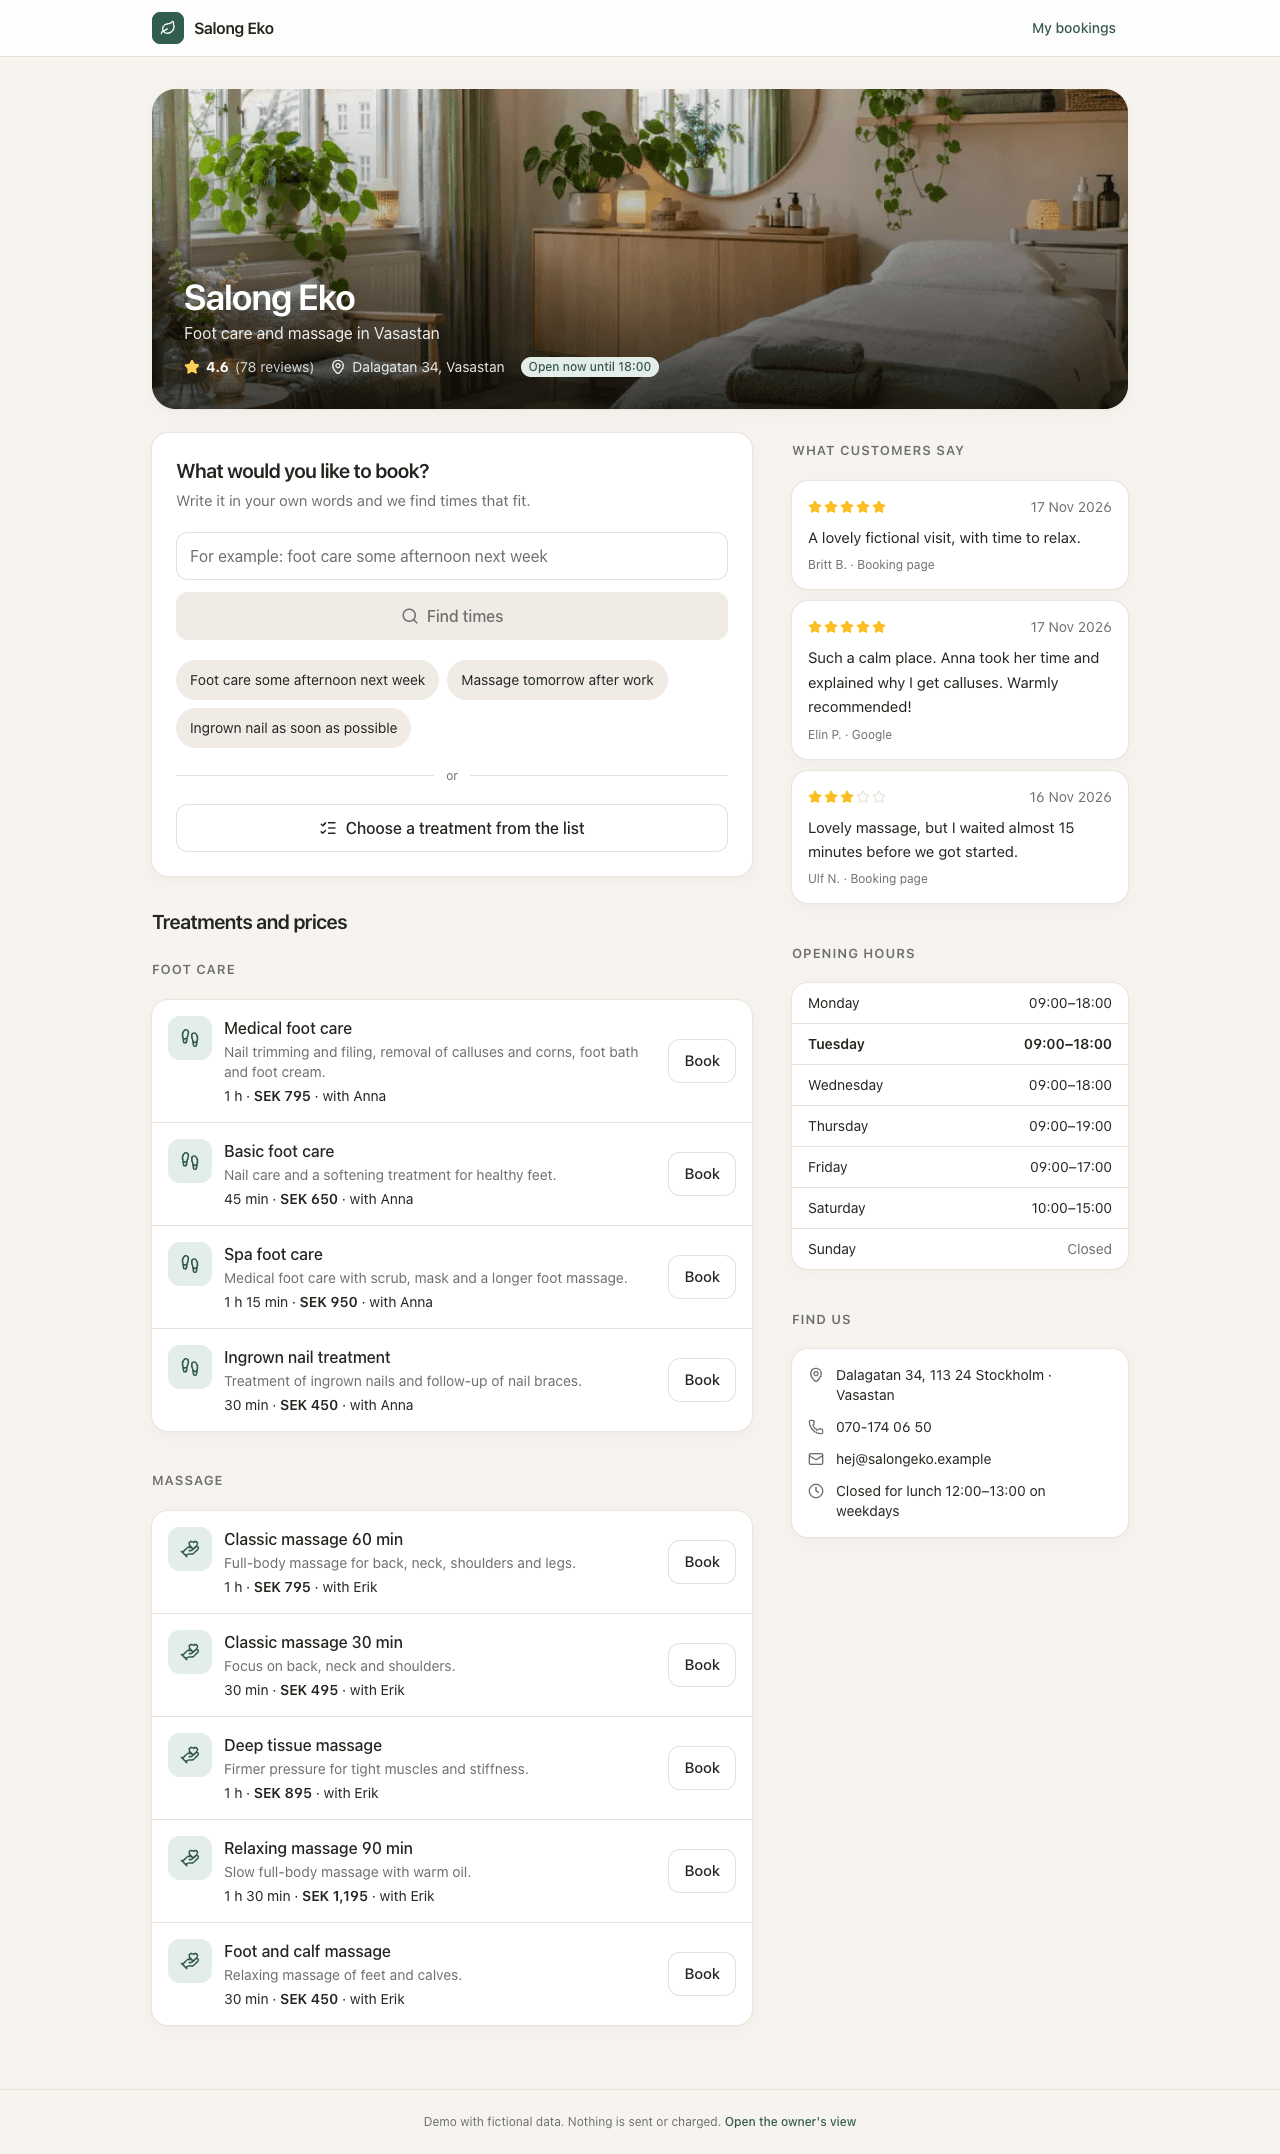 Salong Eko
My bookings
Salong Eko
Foot care and massage in Vasastan
4.6 (78 reviews) Dalagatan 34, Vasastan Open now until 18:00
What would you like to book?
Write it in your own words and we find times that fit.
For example: foot care some afternoon next week
Find times
Foot care some afternoon next week
Massage tomorrow after work
Ingrown nail as soon as possible
or
Choose a treatment from the list
Treatments and prices
FOOT CARE
Medical foot care
Nail trimming and filing, removal of calluses and corns, foot bath
and foot cream.
1 h · SEK 795 · with Anna
Book
Basic foot care
Nail care and a softening treatment for healthy feet.
45 min · SEK 650 · with Anna
Book
Spa foot care
Medical foot care with scrub, mask and a longer foot massage.
1 h 15 min · SEK 950 · with Anna
Book
Ingrown nail treatment
Treatment of ingrown nails and follow-up of nail braces.
30 min · SEK 450 · with Anna
Book
MASSAGE
Classic massage 60 min
Full-body massage for back, neck, shoulders and legs.
1 h · SEK 795 · with Erik
Book
Classic massage 30 min
Focus on back, neck and shoulders.
30 min · SEK 495 · with Erik
Book
Deep tissue massage
Firmer pressure for tight muscles and stiffness.
1 h · SEK 895 · with Erik
Book
Relaxing massage 90 min
Slow full-body massage with warm oil.
1 h 30 min · SEK 1,195 · with Erik
Book
Foot and calf massage
Relaxing massage of feet and calves.
30 min · SEK 450 · with Erik
Book
WHAT CUSTOMERS SAY
17 Nov 2026
A lovely fictional visit, with time to relax.
Britt B. · Booking page
17 Nov 2026
Such a calm place. Anna took her time and
explained why I get calluses. Warmly
recommended!
Elin P. · Google
16 Nov 2026
Lovely massage, but I waited almost 15
minutes before we got started.
Ulf N. · Booking page
OPENING HOURS
Monday 09:00–18:00
Tuesday 09:00–18:00
Wednesday 09:00–18:00
Thursday 09:00–19:00
Friday 09:00–17:00
Saturday 10:00–15:00
Sunday Closed
FIND US
Dalagatan 34, 113 24 Stockholm ·
Vasastan
070-174 06 50
hej@salongeko.example
Closed for lunch 12:00–13:00 on
weekdays
Demo with fictional data. Nothing is sent or charged. Open the owner's view